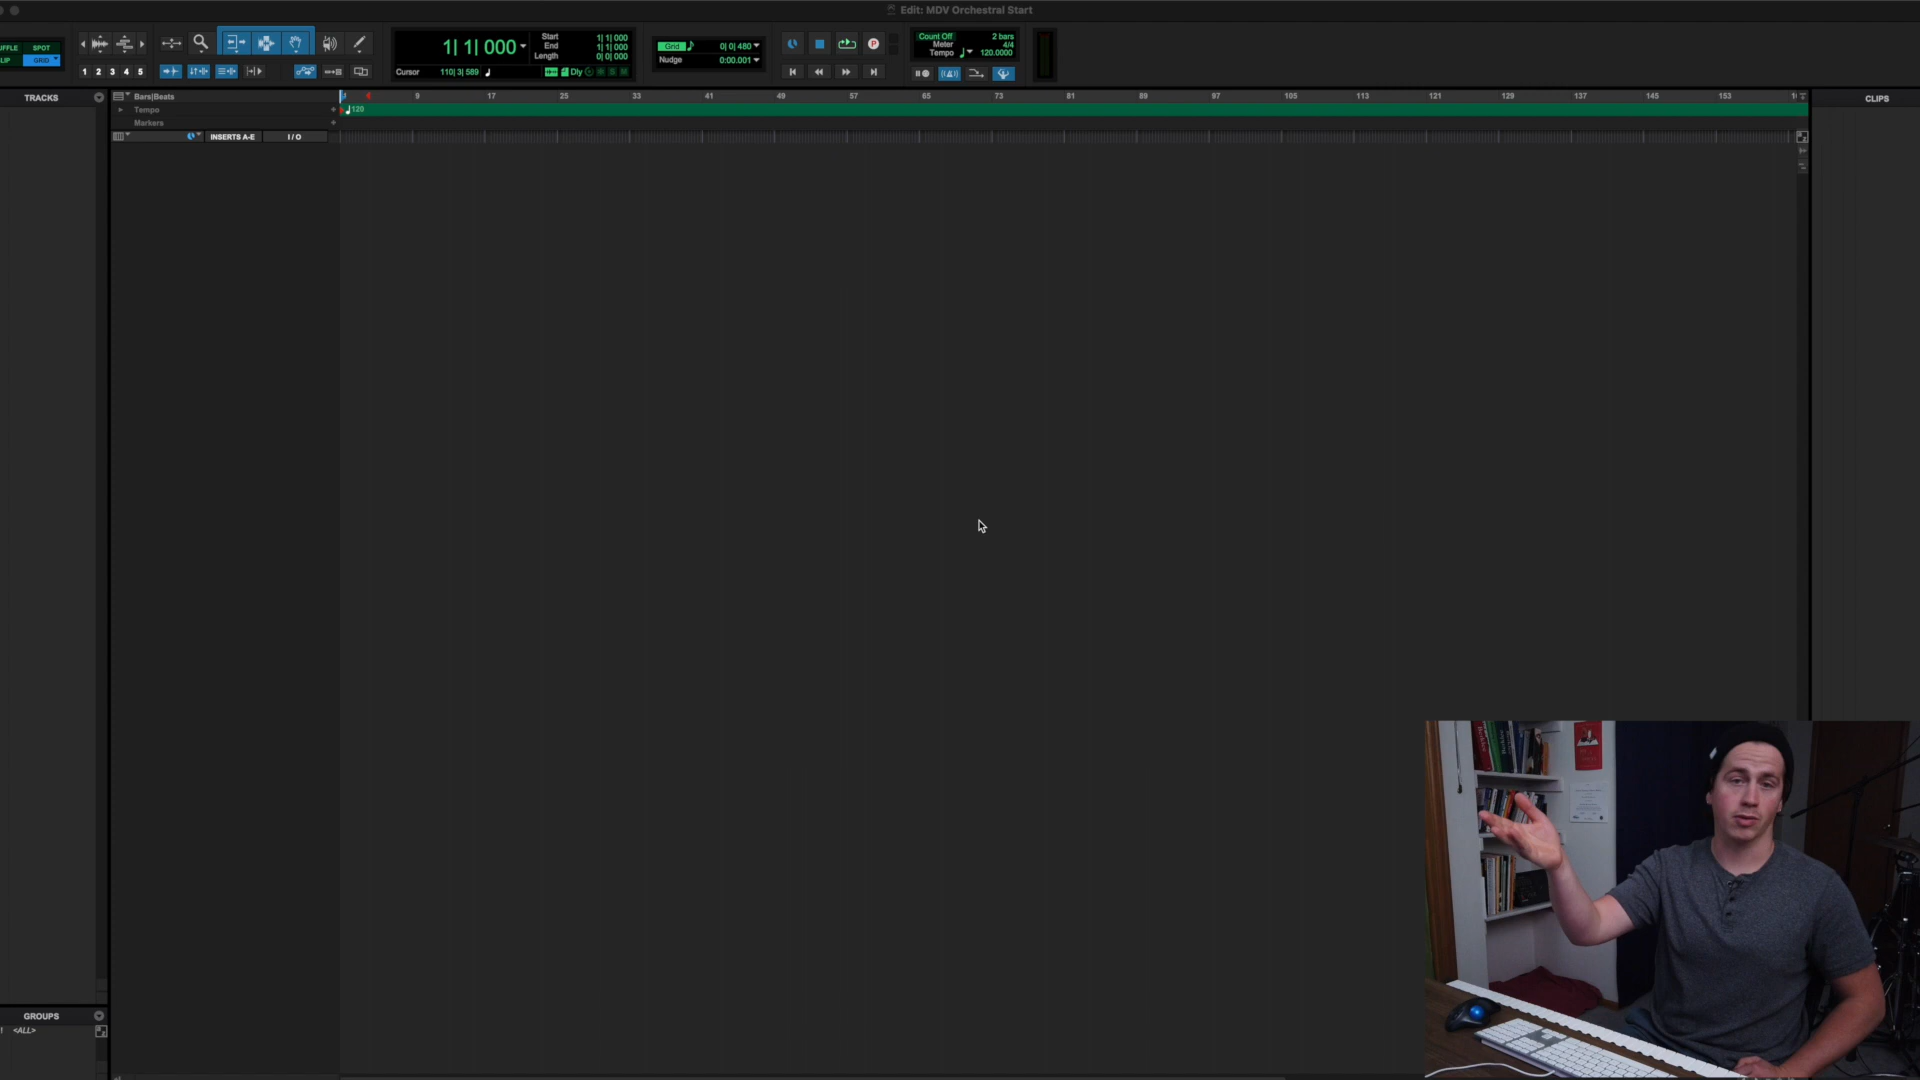 Edit: MDV Orchestral Start
SPOT
GRID
1 2 3 4 5
1| 1| 000
Start 1| 1| 000
End 1| 1| 000
Length 0| 0| 000
Cursor 110| 3| 589
Dly
S M
Grid 0| 0| 480
Nudge 0:00.001
P
Count Off 2 bars
Meter 4/4
Tempo 120.0000
TRACKS
Bars|Beats
9 17 25 33 41 49 57 65 73 81 89 97 105 113 121 129 137 145 153
CLIPS
Tempo
120
Markers
INSERTS A-E
I / O
GROUPS
! <ALL>